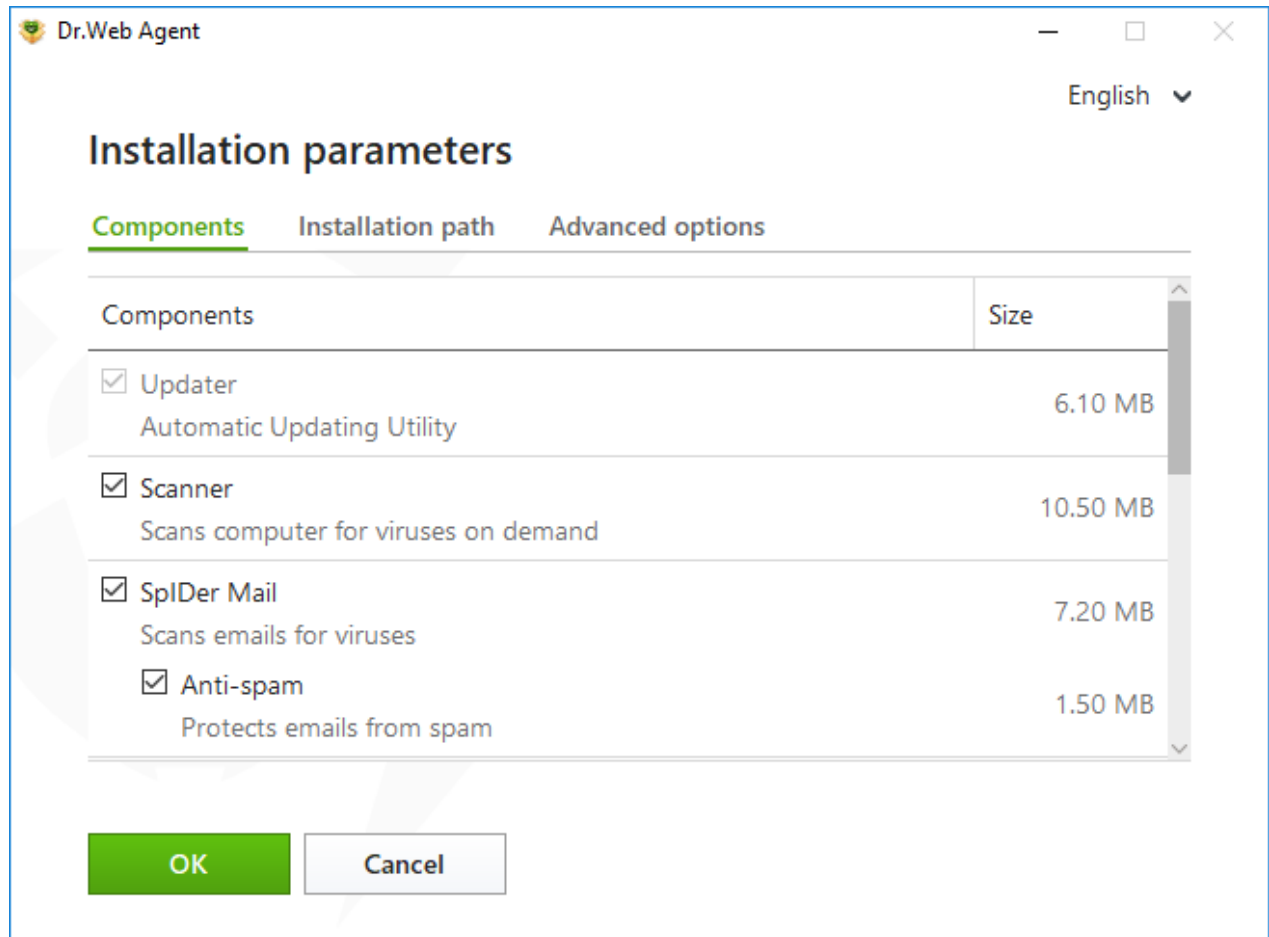 Dr.Web Agent
English
Installation parameters
Components Installation path Advanced options
Components Size
Updater
6.10 MB
Automatic Updating Utility
Scanner
10.50 MB
Scans computer for viruses on demand
SpIDer Mail
7.20 MB
Scans emails for viruses
Anti-spam
1.50 MB
Protects emails from spam
OK Cancel